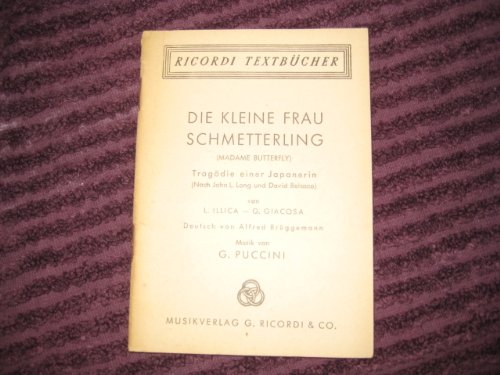 RICORDI TEXTBÜCHER
DIE KLEINE FRAU
SCHMETTERLING
(MADAME BUTTERFLY)
Tragödie einer Japanerin
(Nach John L. Long und David Belasco)
von
L. ILLICA — G. GIACOSA
Deutsch von Alfred Brüggemann
Musik von
G. PUCCINI
MUSIKVERLAG G. RICORDI & CO.